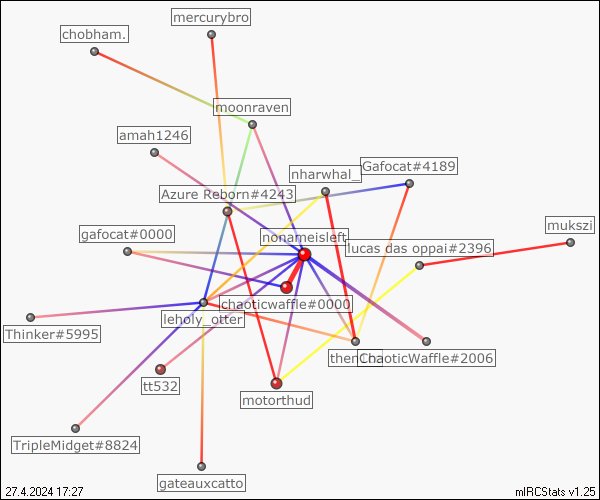 mercurybro
chobham.
moonraven
amah1246
Gafocat#4189
nharwhal_
Azure Reborn#4243
mukszi
gafocat#0000
nonameisleft
lucas das oppai#2396
chaoticwaffle#0000
leholy_otter
Thinker#5995
ChaoticWaffle#2006
tt532
motorthud
TripleMidget#8824
gateauxcatto
27.4.2024 17:27
mIRCStats v1.25